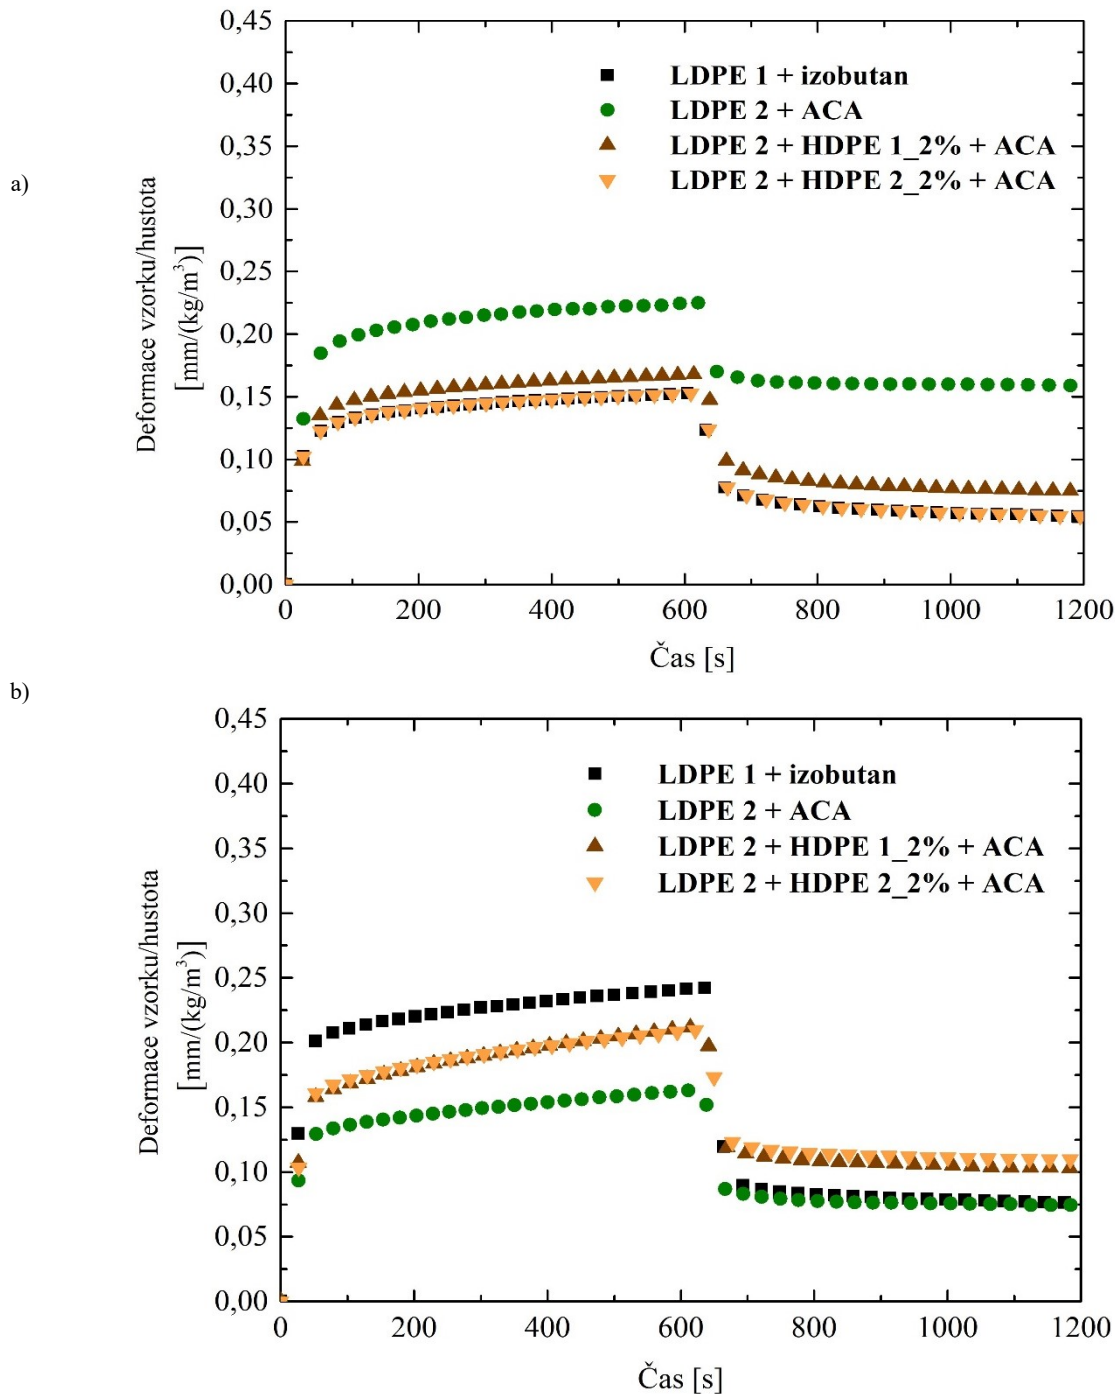 a)
Deformace vzorku/hustota
[mm/(kg/m³)]
0,45
0,40
0,35
0,30
0,25
0,20
0,15
0,10
0,05
0,00
LDPE 1 + izobutan
LDPE 2 + ACA
LDPE 2 + HDPE 1_2% + ACA
LDPE 2 + HDPE 2_2% + ACA
0 200 400 600 800 1000 1200
Čas [s]
b)
Deformace vzorku/hustota
[mm/(kg/m³)]
0,45
0,40
0,35
0,30
0,25
0,20
0,15
0,10
0,05
0,00
LDPE 1 + izobutan
LDPE 2 + ACA
LDPE 2 + HDPE 1_2% + ACA
LDPE 2 + HDPE 2_2% + ACA
0 200 400 600 800 1000 1200
Čas [s]